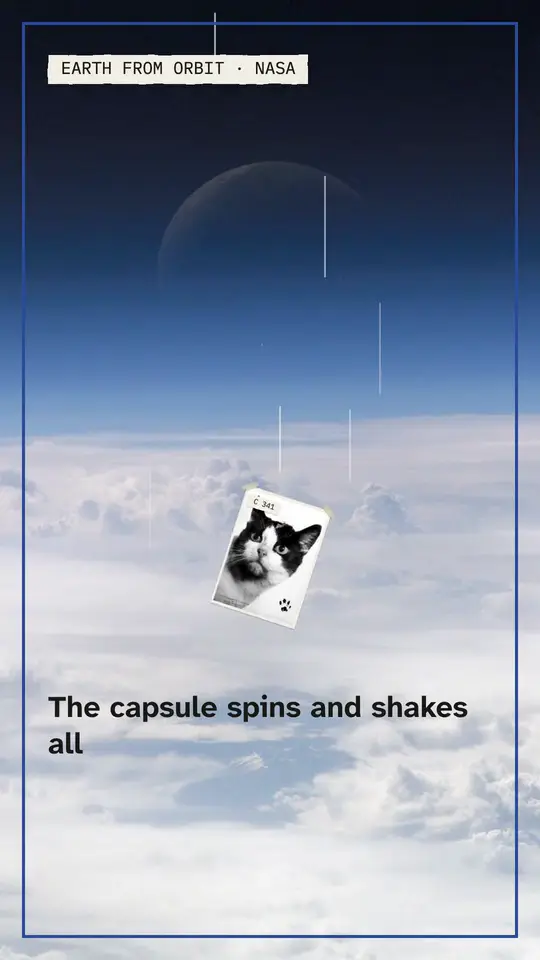 EARTH FROM ORBIT · NASA
C 341
The capsule spins and shakes
all